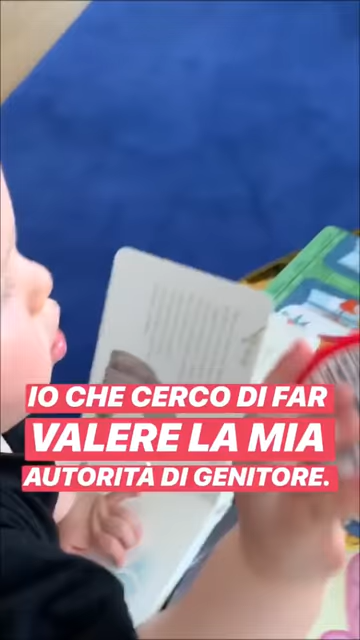 IO CHE CERCO DI FAR
VALERE LA MIA
AUTORITÀ DI GENITORE.